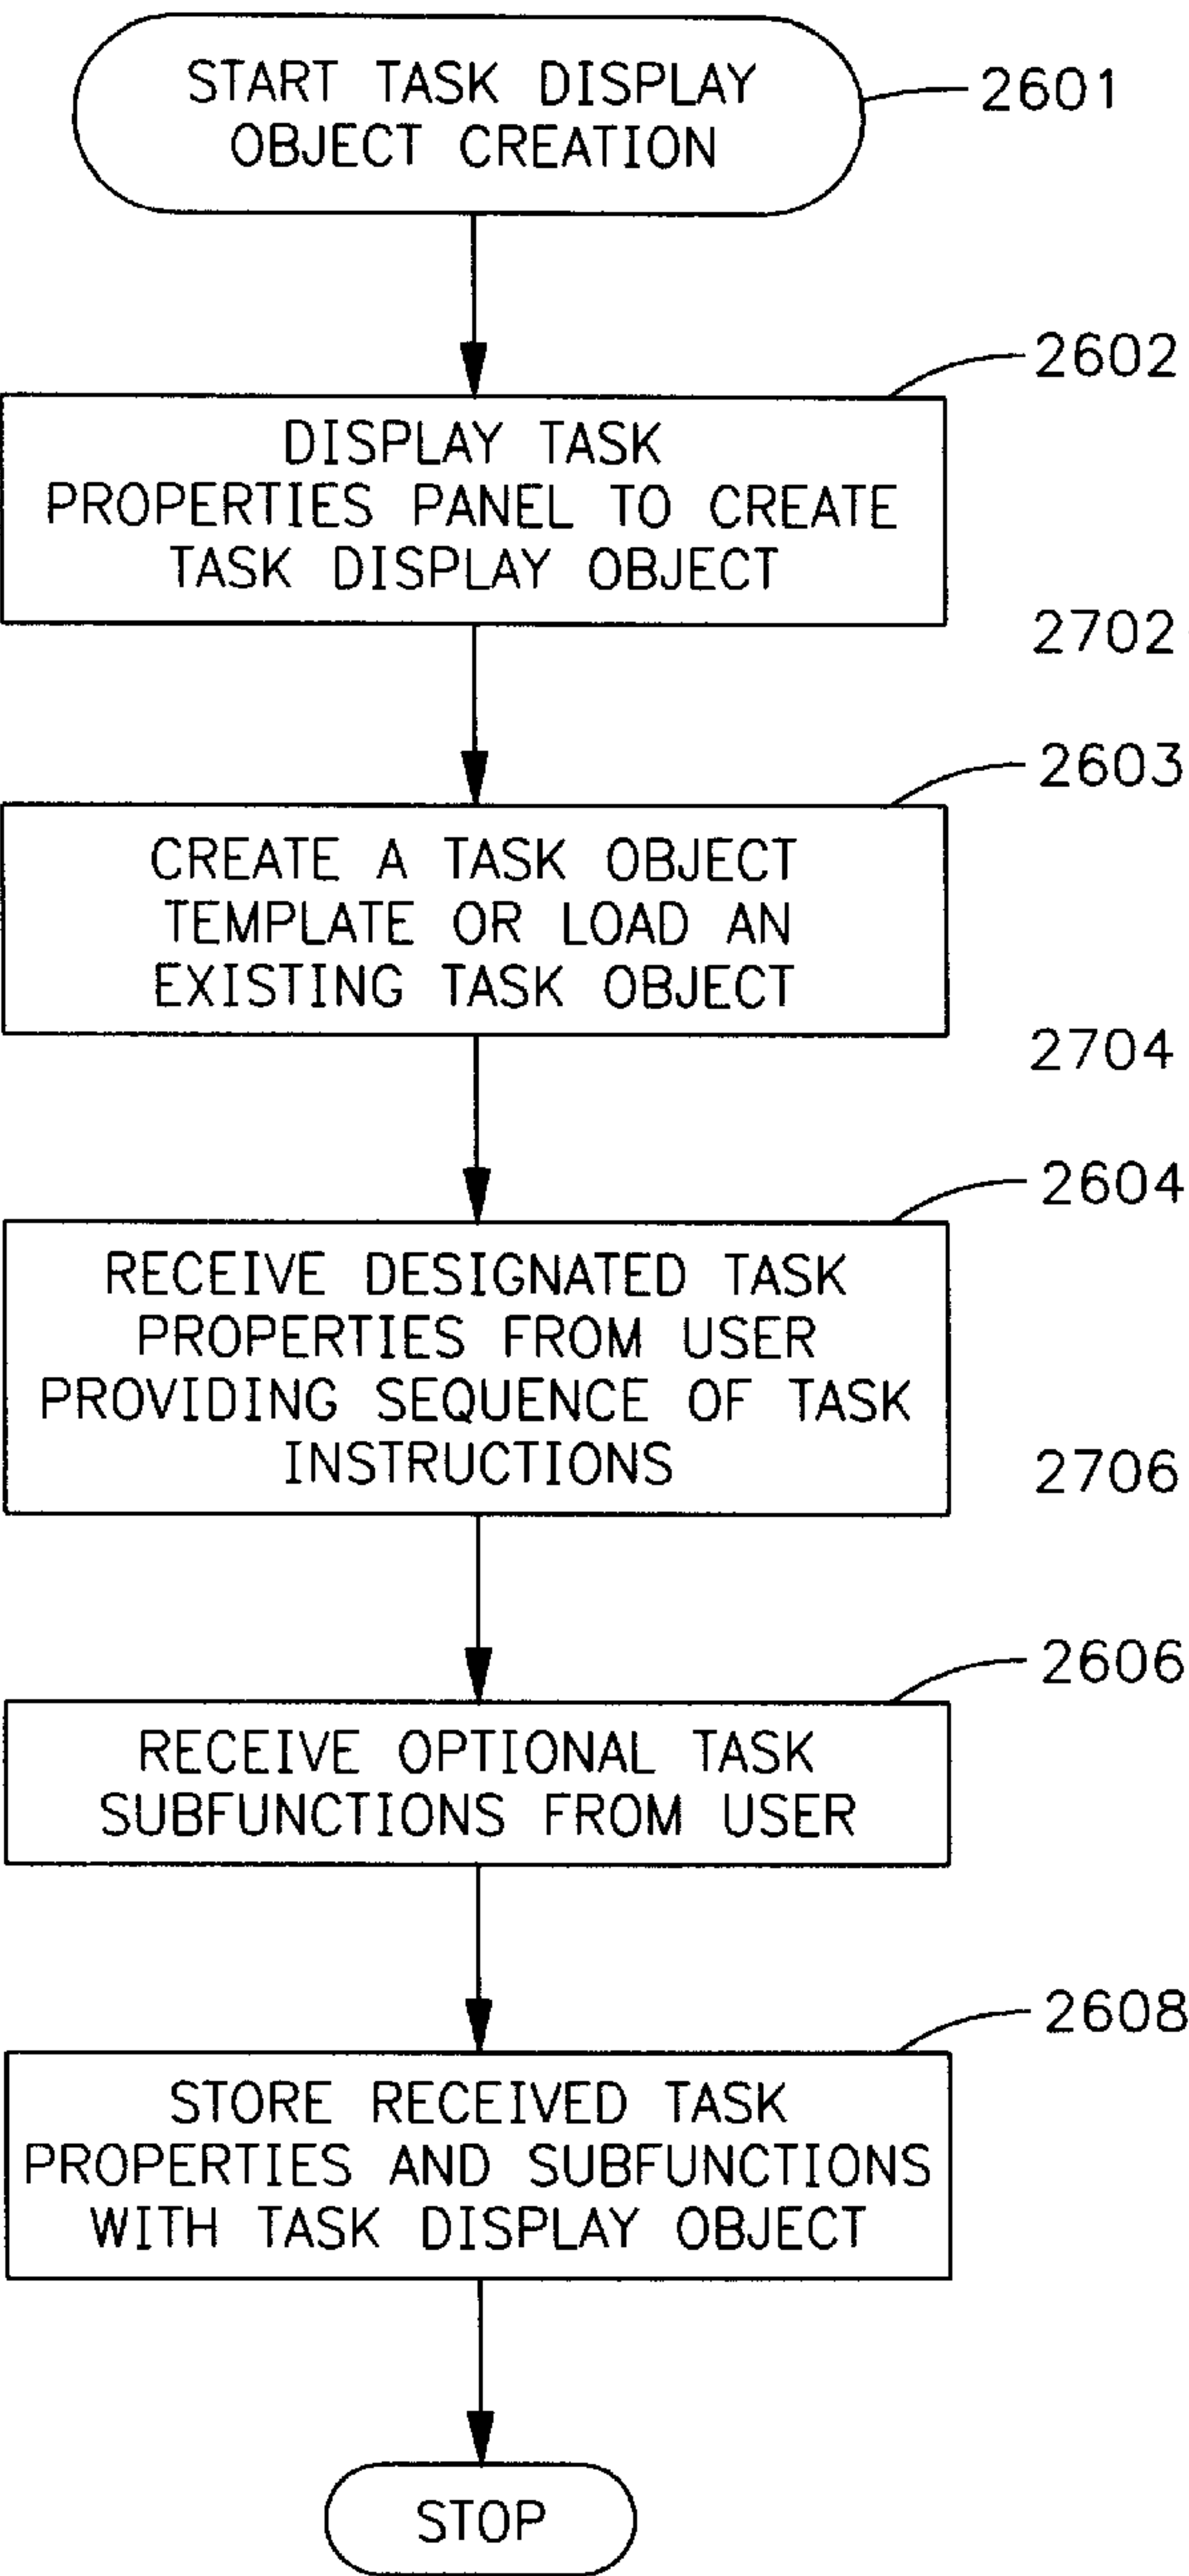 START TASK DISPLAY
OBJECT CREATION
2601
2602
DISPLAY TASK
PROPERTIES PANEL TO CREATE
TASK DISPLAY OBJECT
2702
2603
CREATE A TASK OBJECT
TEMPLATE OR LOAD AN
EXISTING TASK OBJECT
2704
2604
RECEIVE DESIGNATED TASK
PROPERTIES FROM USER
PROVIDING SEQUENCE OF TASK
INSTRUCTIONS
2706
2606
RECEIVE OPTIONAL TASK
SUBFUNCTIONS FROM USER
2608
STORE RECEIVED TASK
PROPERTIES AND SUBFUNCTIONS
WITH TASK DISPLAY OBJECT
STOP